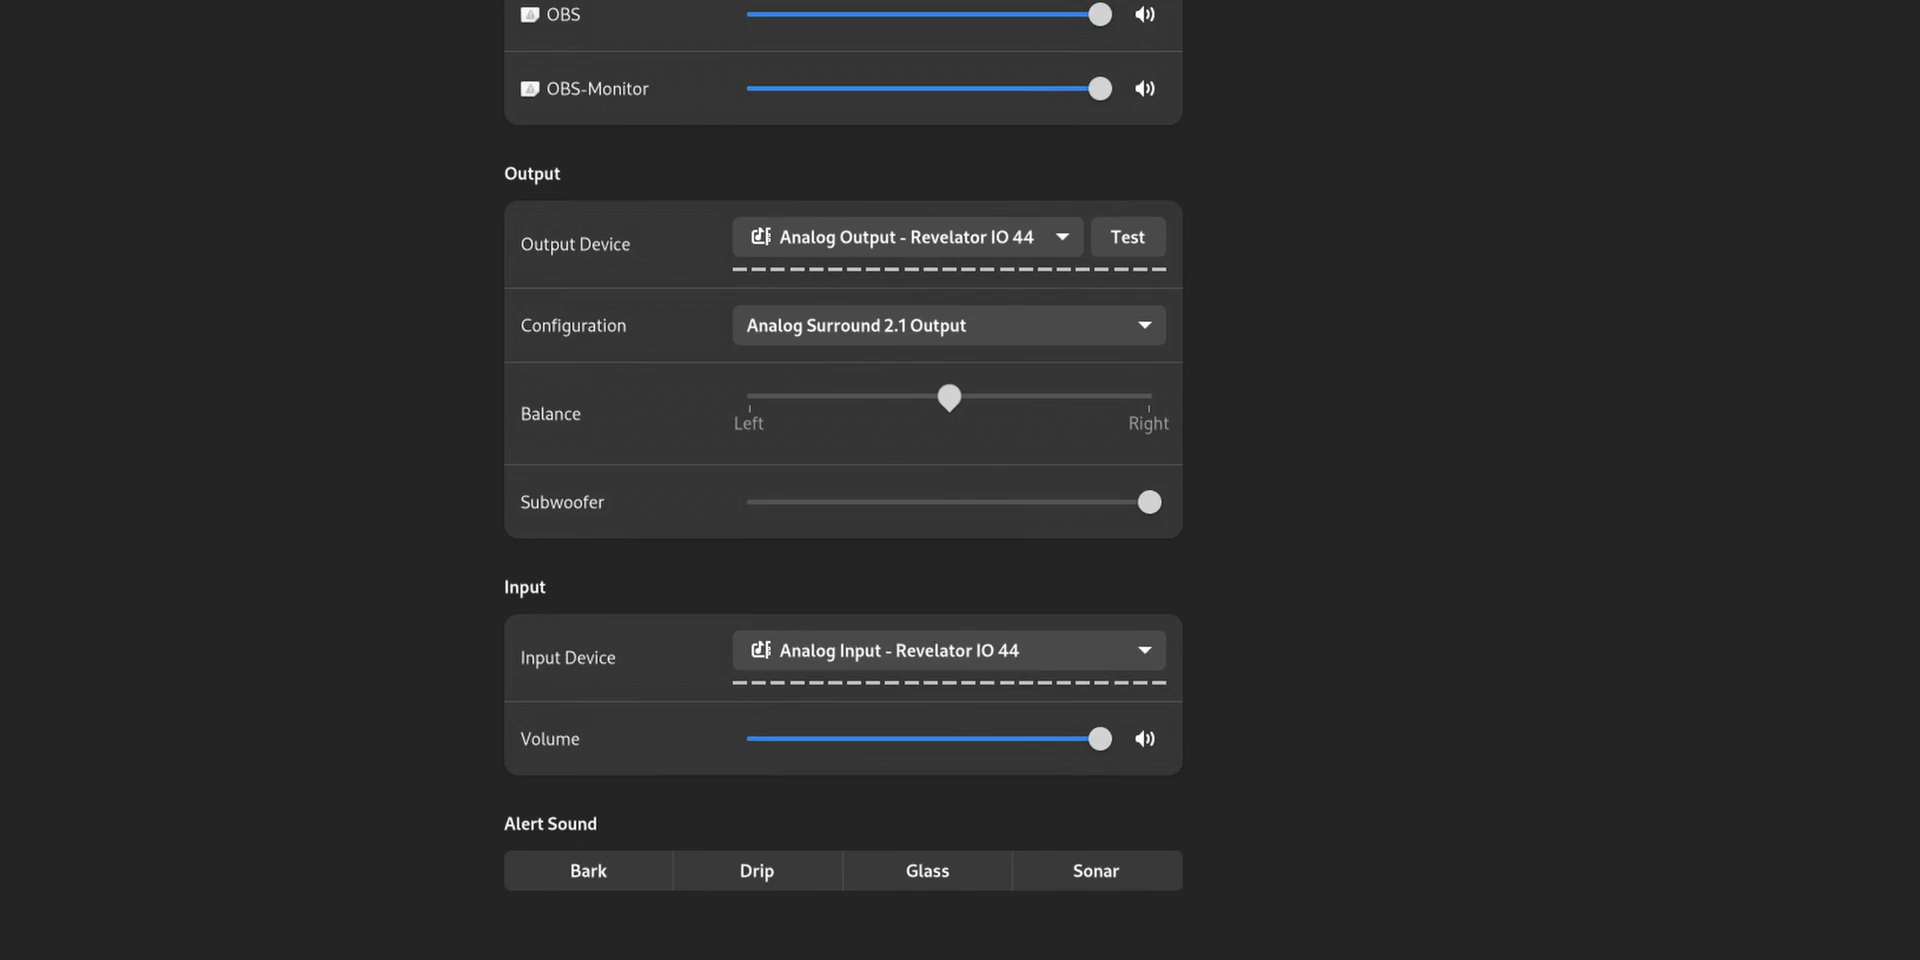 OBS
OBS-Monitor
Output
Output Device
Analog Output - Revelator IO 44
Test
Configuration
Analog Surround 2.1 Output
Balance
Left
Right
Subwoofer
Input
Input Device
Analog Input - Revelator IO 44
Volume
Alert Sound
Bark
Drip
Glass
Sonar